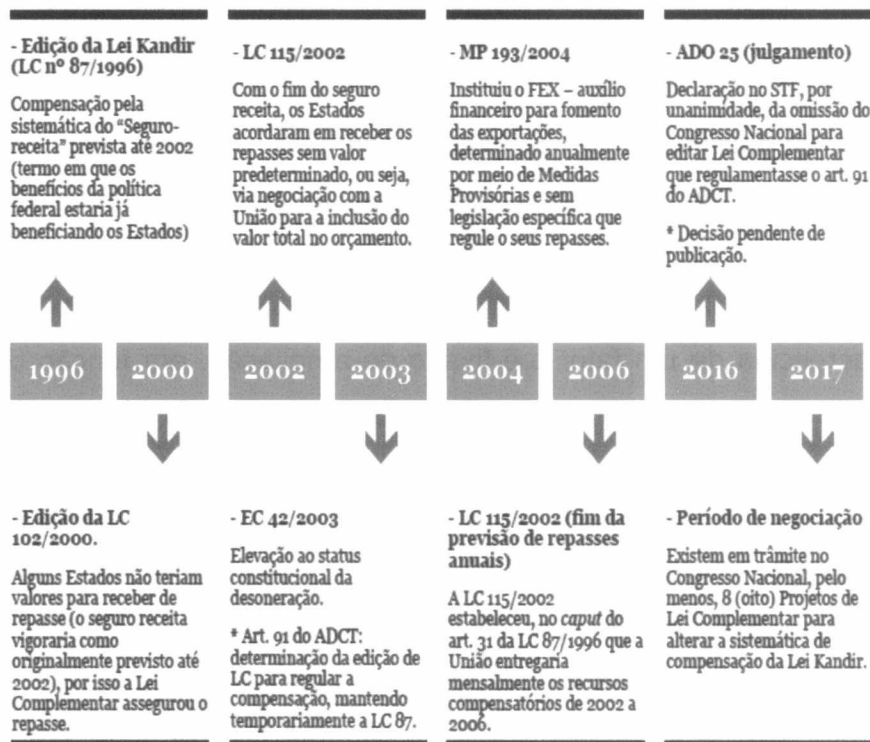 - Edição da Lei Kandir
(LC nº 87/1996)
Compensação pela
sistemática do “Seguro-
receita” prevista até 2002
(termo em que os
benefícios da política
federal estaria já
beneficiando os Estados)
- LC 115/2002
Com o fim do seguro
receita, os Estados
acordaram em receber os
repasses sem valor
predeterminado, ou seja,
via negociação com a
União para a inclusão do
valor total no orçamento.
- MP 193/2004
Instituiu o FEX – auxílio
financeiro para fomento
das exportações,
determinado anualmente
por meio de Medidas
Provisórias e sem
legislação específica que
regule o seus repasses.
- ADO 25 (julgamento)
Declaração no STF, por
unanimidade, da omissão do
Congresso Nacional para
editar Lei Complementar
que regulamentasse o art. 91
do ADCT.
* Decisão pendente de
publicação.
1996 2000 2002 2003 2004 2006 2016 2017
- Edição da LC
102/2000.
Alguns Estados não teriam
valores para receber de
repasse (o seguro receita
vigoraria como
originalmente previsto até
2002), por isso a Lei
Complementar assegurou o
repasse.
- EC 42/2003
Elevação ao status
constitucional da
desoneração.
* Art. 91 do ADCT:
determinação da edição de
LC para regular a
compensação, mantendo
temporariamente a LC 87.
- LC 115/2002 (fim da
previsão de repasses
anuais)
A LC 115/2002
estabeleceu, no caput do
art. 31 da LC 87/1996 que a
União entregaria
mensalmente os recursos
compensatórios de 2002 a
2006.
- Período de negociação
Existem em trâmite no
Congresso Nacional, pelo
menos, 8 (oito) Projetos de
Lei Complementar para
alterar a sistemática de
compensação da Lei Kandir.